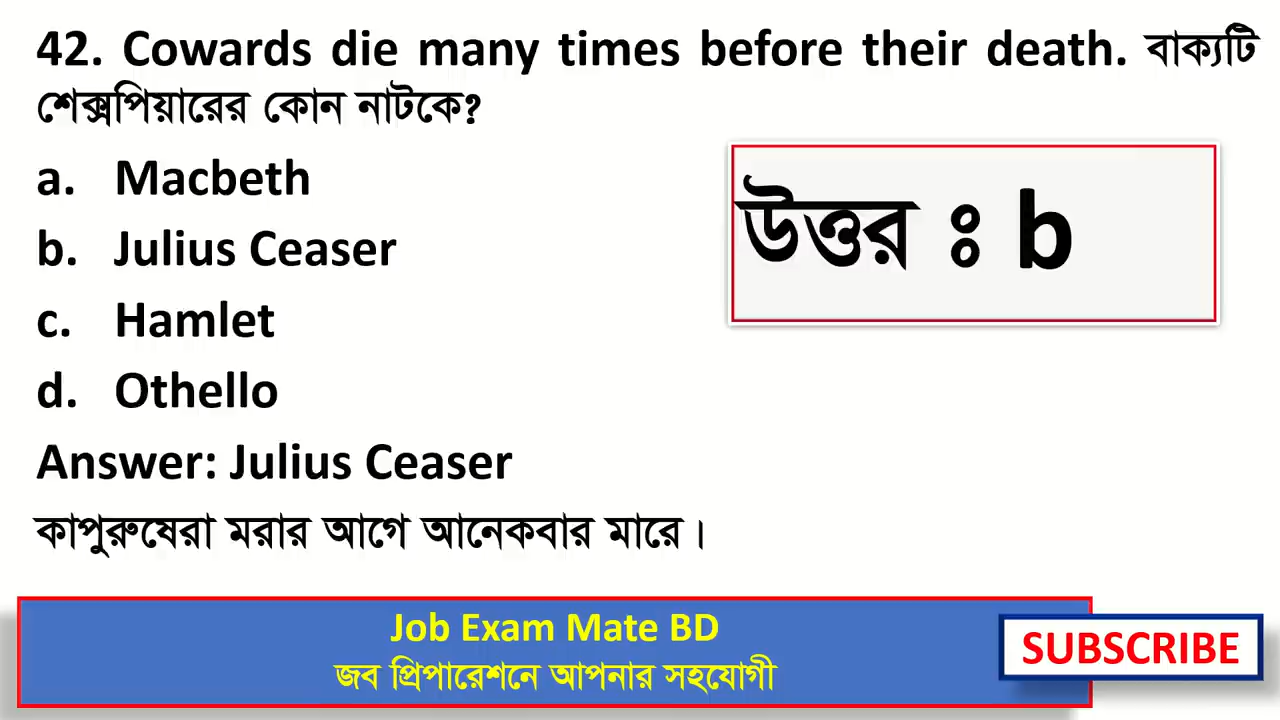 42. Cowards die many times before their death. বাক্যটি
শেক্সপিয়ারের কোন নাটকে?
a. Macbeth
b. Julius Ceaser
c. Hamlet
d. Othello
উত্তর ঃ b
Answer: Julius Ceaser
কাপুরুষেরা মরার আগে আনেকবার মারে।
Job Exam Mate BD
জব প্রিপারেশনে আপনার সহযোগী
SUBSCRIBE